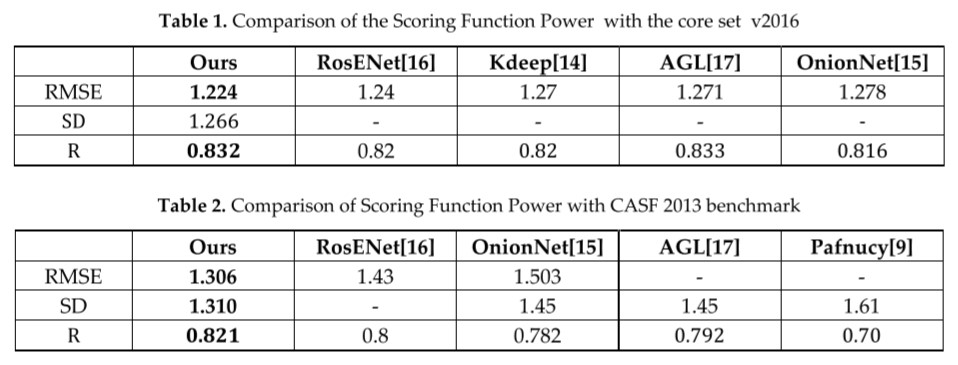 Table 1. Comparison of the Scoring Function Power with the core set v2016
Ours RosENet[16] Kdeep[14] AGL[17] OnionNet[15]
RMSE 1.224 1.24 1.27 1.271 1.278
SD 1.266 - - - -
R 0.832 0.82 0.82 0.833 0.816
Table 2. Comparison of Scoring Function Power with CASF 2013 benchmark
Ours RosENet[16] OnionNet[15] AGL[17] Pafnucy[9]
RMSE 1.306 1.43 1.503 - -
SD 1.310 - 1.45 1.45 1.61
R 0.821 0.8 0.782 0.792 0.70